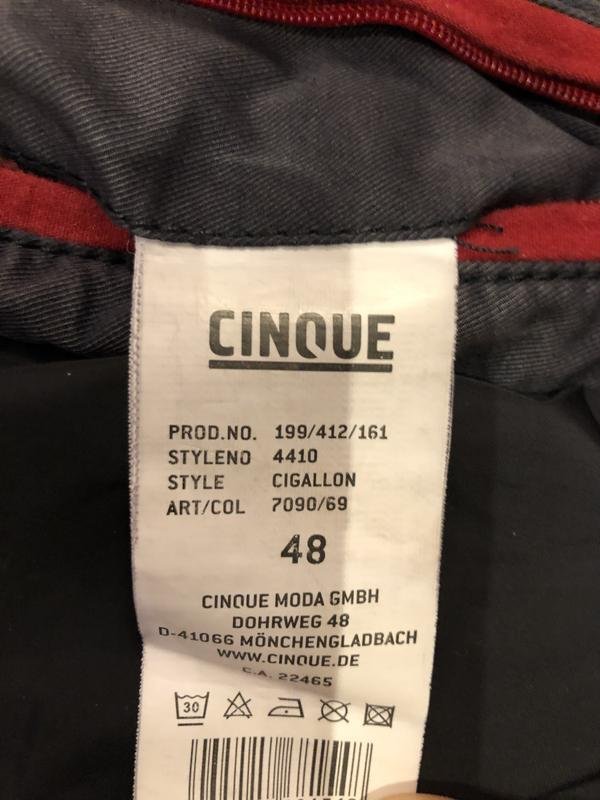 CINQUE
PROD.NO. 199/412/161
STYLENO 4410
STYLE CIGALLON
ART/COL 7090/69
48
CINQUE MODA GMBH
DOHRWEG 48
D-41066 MÖNCHENGLADBACH
WWW.CINQUE.DE
C.A. 22465
30